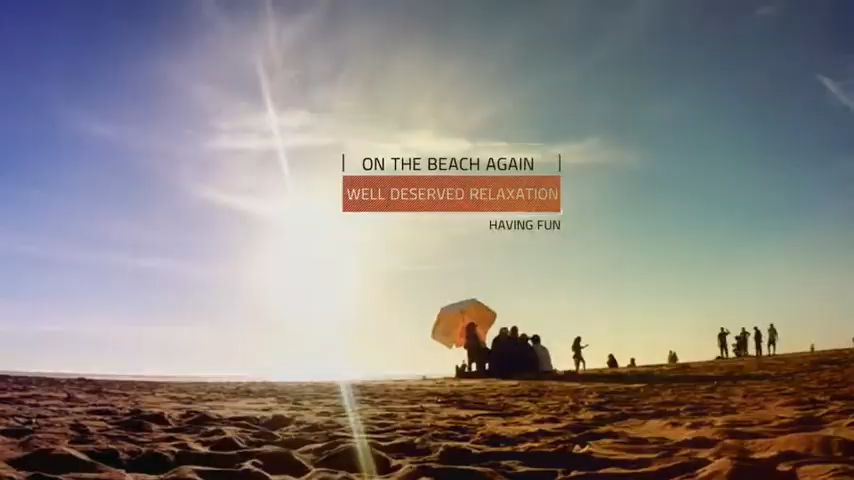 ON THE BEACH AGAIN
WELL DESERVED RELAXATION
HAVING FUN